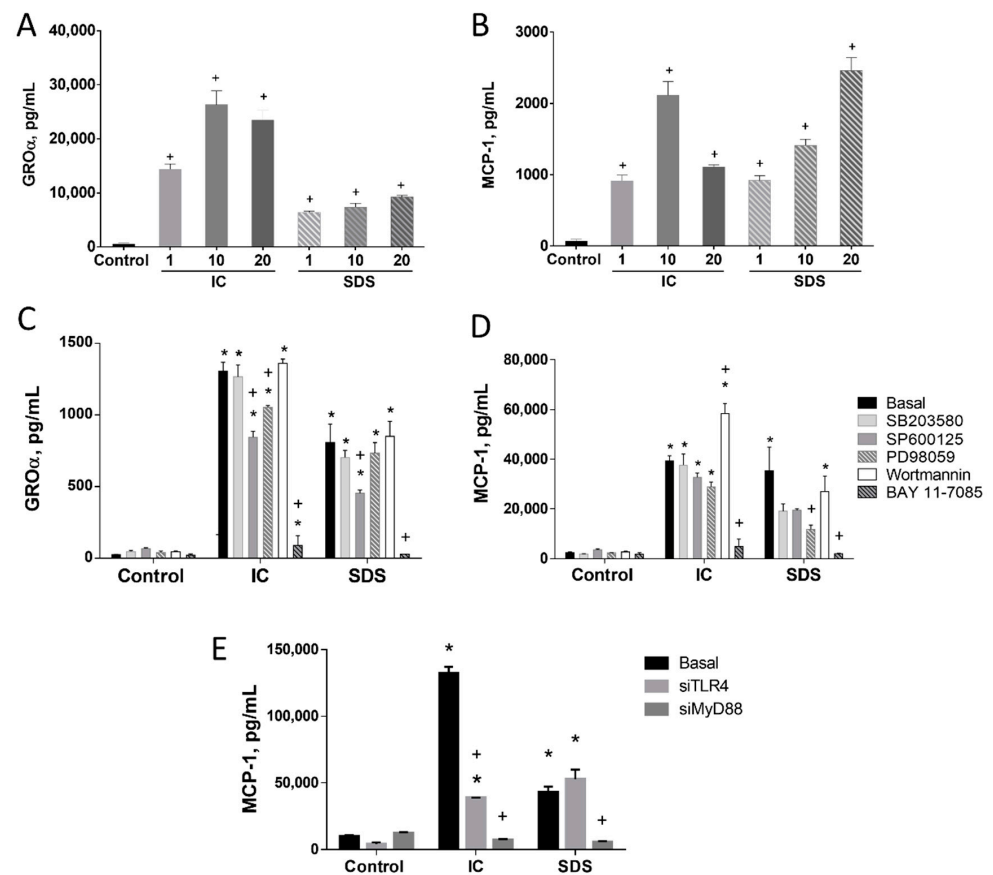 A
GROα, pg/mL
40,000
30,000
20,000
10,000
0
+ + + + + +
Control 1 10 20 1 10 20
IC SDS
B
MCP-1, pg/mL
3000
2000
1000
0
+ + + + + +
Control 1 10 20 1 10 20
IC SDS
C
GROα, pg/mL
1500
1000
500
0
* * + * + * * + * * * + * * * +
Control IC SDS
D
MCP-1, pg/mL
80,000
60,000
40,000
20,000
0
* * * * + * + * + * +
Control IC SDS
Basal
SB203580
SP600125
PD98059
Wortmannin
BAY 11-7085
E
MCP-1, pg/mL
150,000
100,000
50,000
0
* + * + * * +
Control IC SDS
Basal
siTLR4
siMyD88